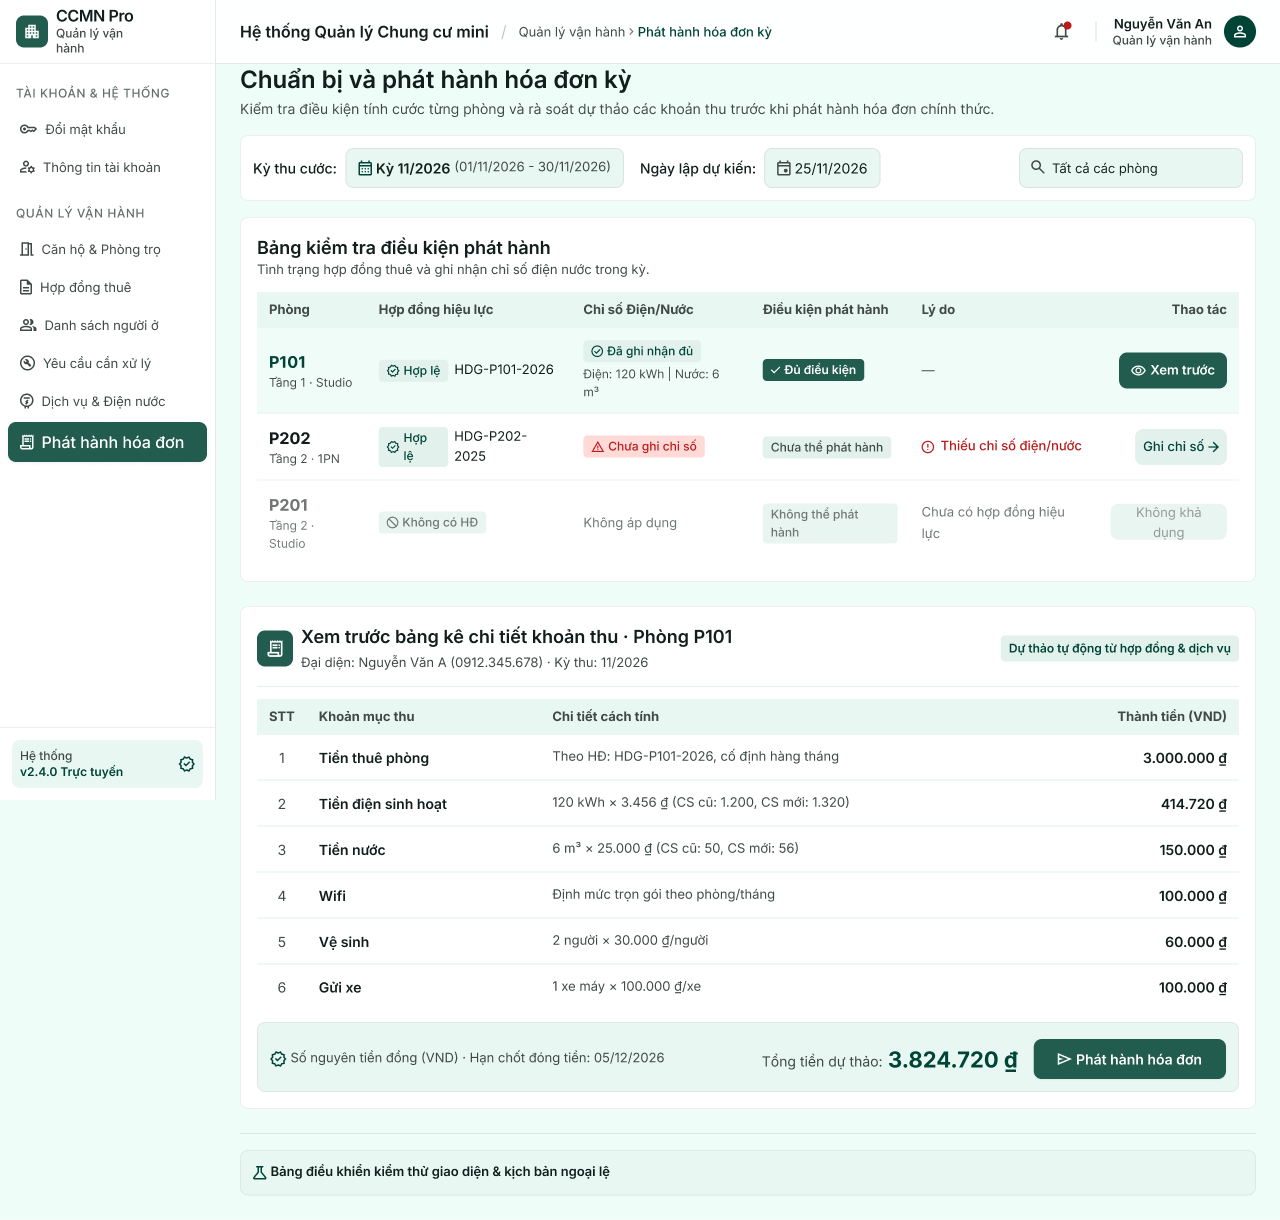 CCMN Pro
Quản lý vận
hành
Hệ thống Quản lý Chung cư mini / Quản lý vận hành › Phát hành hóa đơn kỳ
Nguyễn Văn An
Quản lý vận hành
TÀI KHOẢN & HỆ THỐNG
Đổi mật khẩu
Thông tin tài khoản
QUẢN LÝ VẬN HÀNH
Căn hộ & Phòng trọ
Hợp đồng thuê
Danh sách người ở
Yêu cầu cần xử lý
Dịch vụ & Điện nước
Phát hành hóa đơn
Hệ thống
v2.4.0 Trực tuyến
Chuẩn bị và phát hành hóa đơn kỳ
Kiểm tra điều kiện tính cước từng phòng và rà soát dự thảo các khoản thu trước khi phát hành hóa đơn chính thức.
Kỳ thu cước: Kỳ 11/2026 (01/11/2026 - 30/11/2026) Ngày lập dự kiến: 25/11/2026 Tất cả các phòng
Bảng kiểm tra điều kiện phát hành
Tình trạng hợp đồng thuê và ghi nhận chỉ số điện nước trong kỳ.
Phòng Hợp đồng hiệu lực Chỉ số Điện/Nước Điều kiện phát hành Lý do Thao tác
P101
Tầng 1 · Studio
Hợp lệ HDG-P101-2026
Đã ghi nhận đủ
Điện: 120 kWh | Nước: 6
m³
Đủ điều kiện
—
Xem trước
P202
Tầng 2 · 1PN
Hợp
lệ
HDG-P202-
2025
Chưa ghi chỉ số
Chưa thể phát hành
Thiếu chỉ số điện/nước
Ghi chỉ số
P201
Tầng 2 ·
Studio
Không có HĐ
Không áp dụng
Không thể phát
hành
Chưa có hợp đồng hiệu
lực
Không khả
dụng
Xem trước bảng kê chi tiết khoản thu · Phòng P101
Đại diện: Nguyễn Văn A (0912.345.678) · Kỳ thu: 11/2026
Dự thảo tự động từ hợp đồng & dịch vụ
STT Khoản mục thu Chi tiết cách tính Thành tiền (VND)
1 Tiền thuê phòng Theo HĐ: HDG-P101-2026, cố định hàng tháng 3.000.000 ₫
2 Tiền điện sinh hoạt 120 kWh × 3.456 ₫ (CS cũ: 1.200, CS mới: 1.320) 414.720 ₫
3 Tiền nước 6 m³ × 25.000 ₫ (CS cũ: 50, CS mới: 56) 150.000 ₫
4 Wifi Định mức trọn gói theo phòng/tháng 100.000 ₫
5 Vệ sinh 2 người × 30.000 ₫/người 60.000 ₫
6 Gửi xe 1 xe máy × 100.000 ₫/xe 100.000 ₫
Số nguyên tiền đồng (VND) · Hạn chót đóng tiền: 05/12/2026 Tổng tiền dự thảo: 3.824.720 ₫ Phát hành hóa đơn
Bảng điều khiển kiểm thử giao diện & kịch bản ngoại lệ